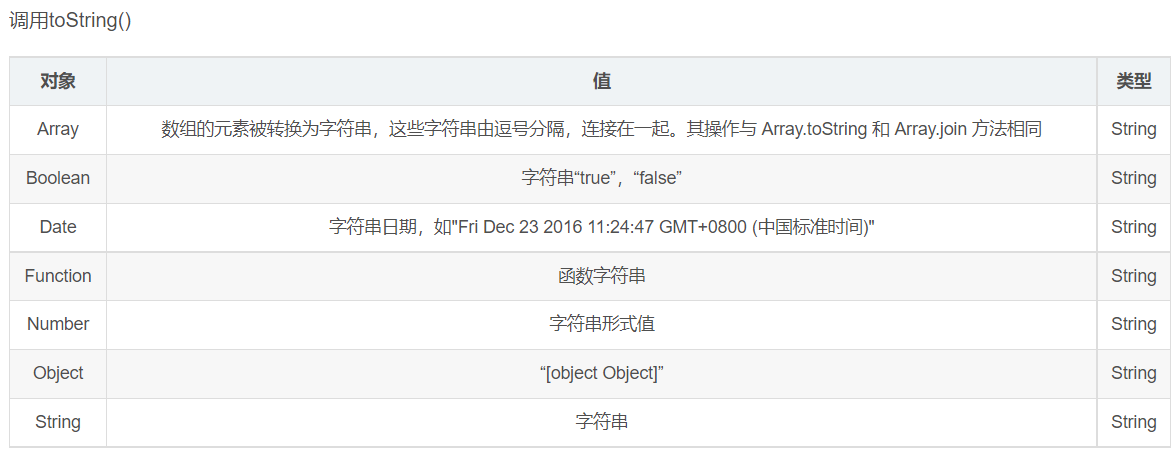 调用toString()
对象 值 类型
Array 数组的元素被转换为字符串，这些字符串由逗号分隔，连接在一起。其操作与 Array.toString 和 Array.join 方法相同 String
Boolean 字符串“true”，“false” String
Date 字符串日期，如"Fri Dec 23 2016 11:24:47 GMT+0800 (中国标准时间)" String
Function 函数字符串 String
Number 字符串形式值 String
Object “[object Object]” String
String 字符串 String